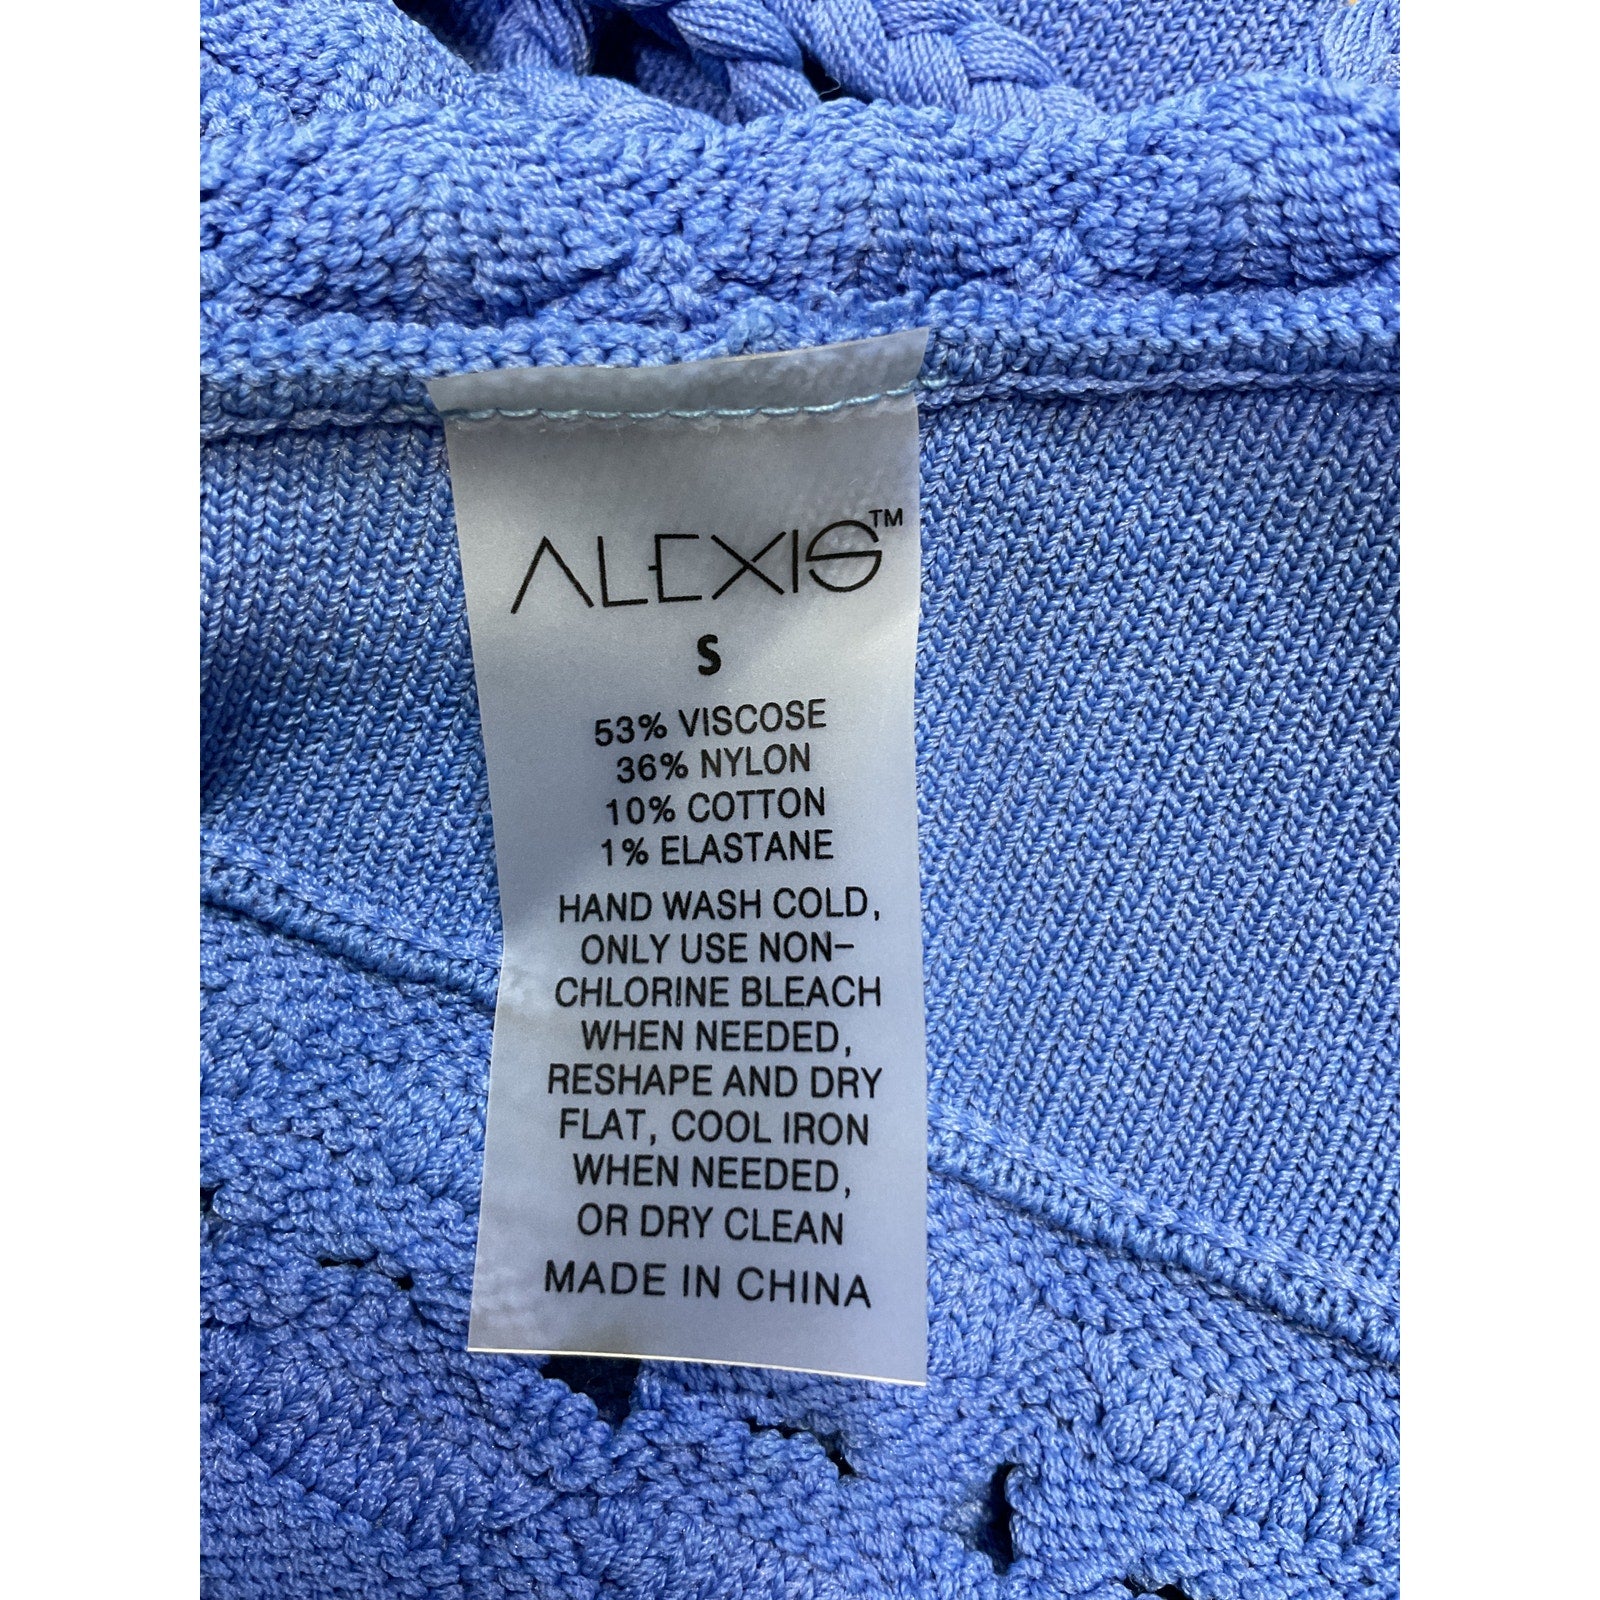 ALEXIS™
S
53% VISCOSE
36% NYLON
10% COTTON
1% ELASTANE
HAND WASH COLD,
ONLY USE NON-
CHLORINE BLEACH
WHEN NEEDED,
RESHAPE AND DRY
FLAT, COOL IRON
WHEN NEEDED,
OR DRY CLEAN
MADE IN CHINA